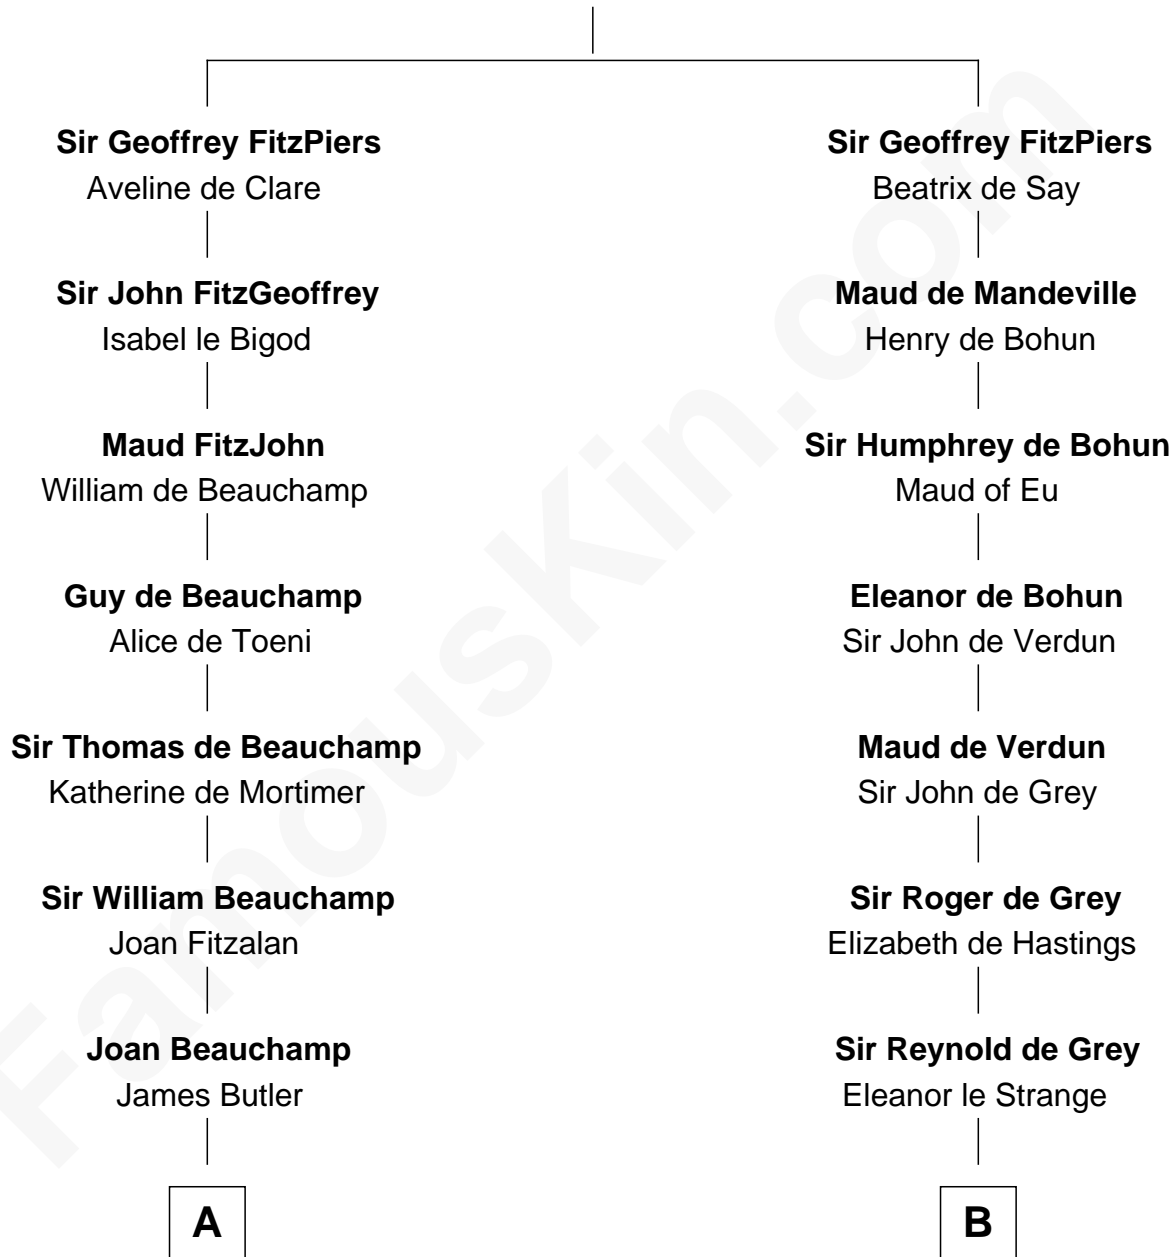 Sir Geoffrey FitzPiers
Aveline de Clare
Sir John FitzGeoffrey
Isabel le Bigod
Maud FitzJohn
William de Beauchamp
Guy de Beauchamp
Alice de Toeni
Sir Thomas de Beauchamp
Katherine de Mortimer
Sir William Beauchamp
Joan Fitzalan
Joan Beauchamp
James Butler
A
Sir Geoffrey FitzPiers
Beatrix de Say
Maud de Mandeville
Henry de Bohun
Sir Humphrey de Bohun
Maud of Eu
Eleanor de Bohun
Sir John de Verdun
Maud de Verdun
Sir John de Grey
Sir Roger de Grey
Elizabeth de Hastings
Sir Reynold de Grey
Eleanor le Strange
B
FamousKin.com